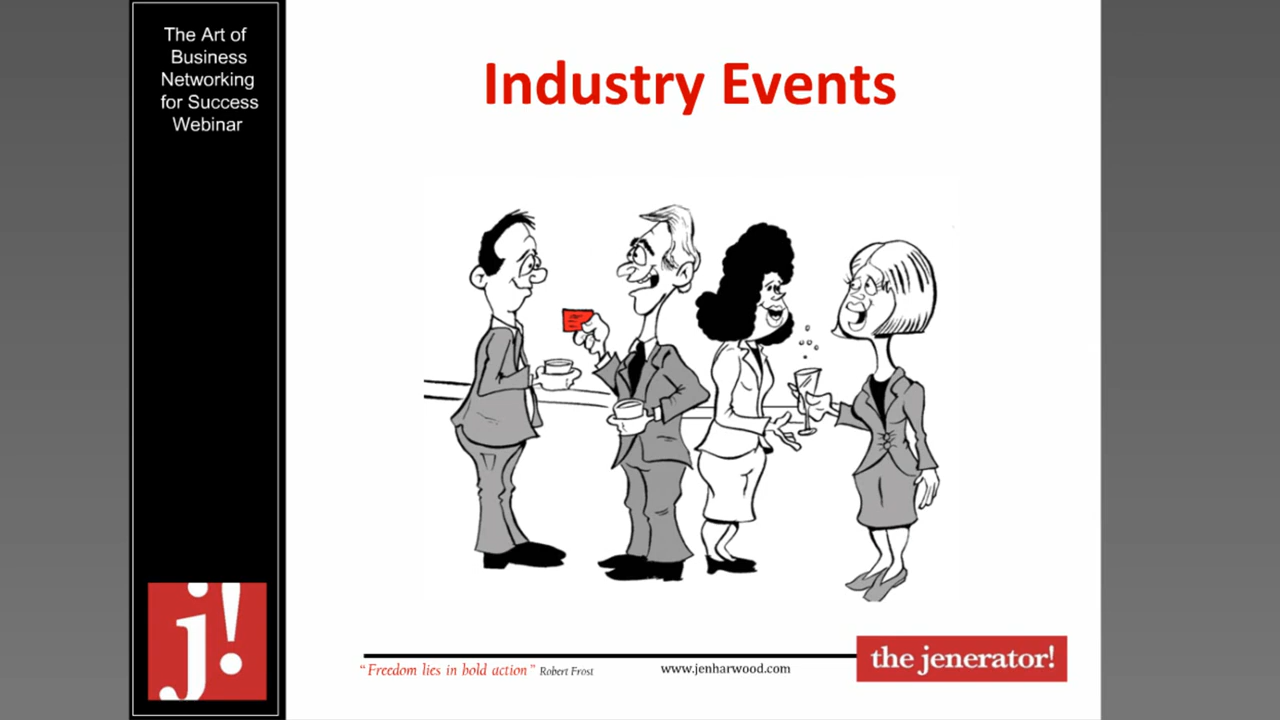 The Art of
Business
Networking
for Success
Webinar
Industry Events
j!
“Freedom lies in bold action” Robert Frost
www.jenharwood.com
the jenerator!